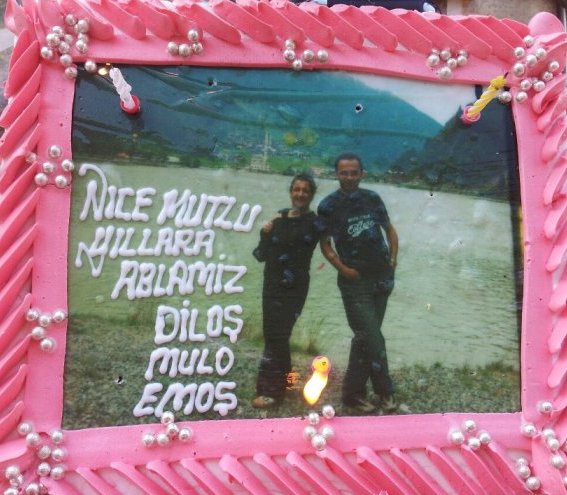 NICE MUTLU
YILLARA
ABLAMIZ
DİLOŞ
MULO
EMOŞ